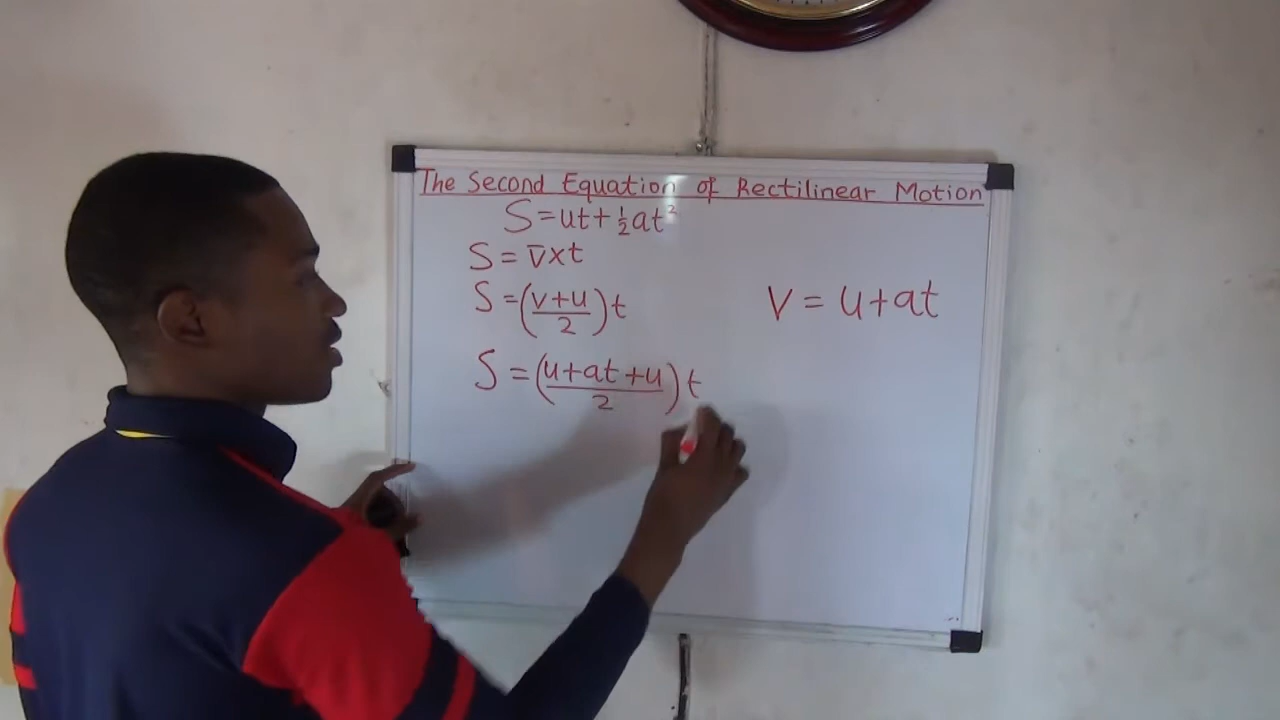 The Second Equation of Rectilinear Motion
S = ut + ½at²
S = v̄ x t
S = (v+u/2)t
V = u+at
S = (u+at+u/2)t